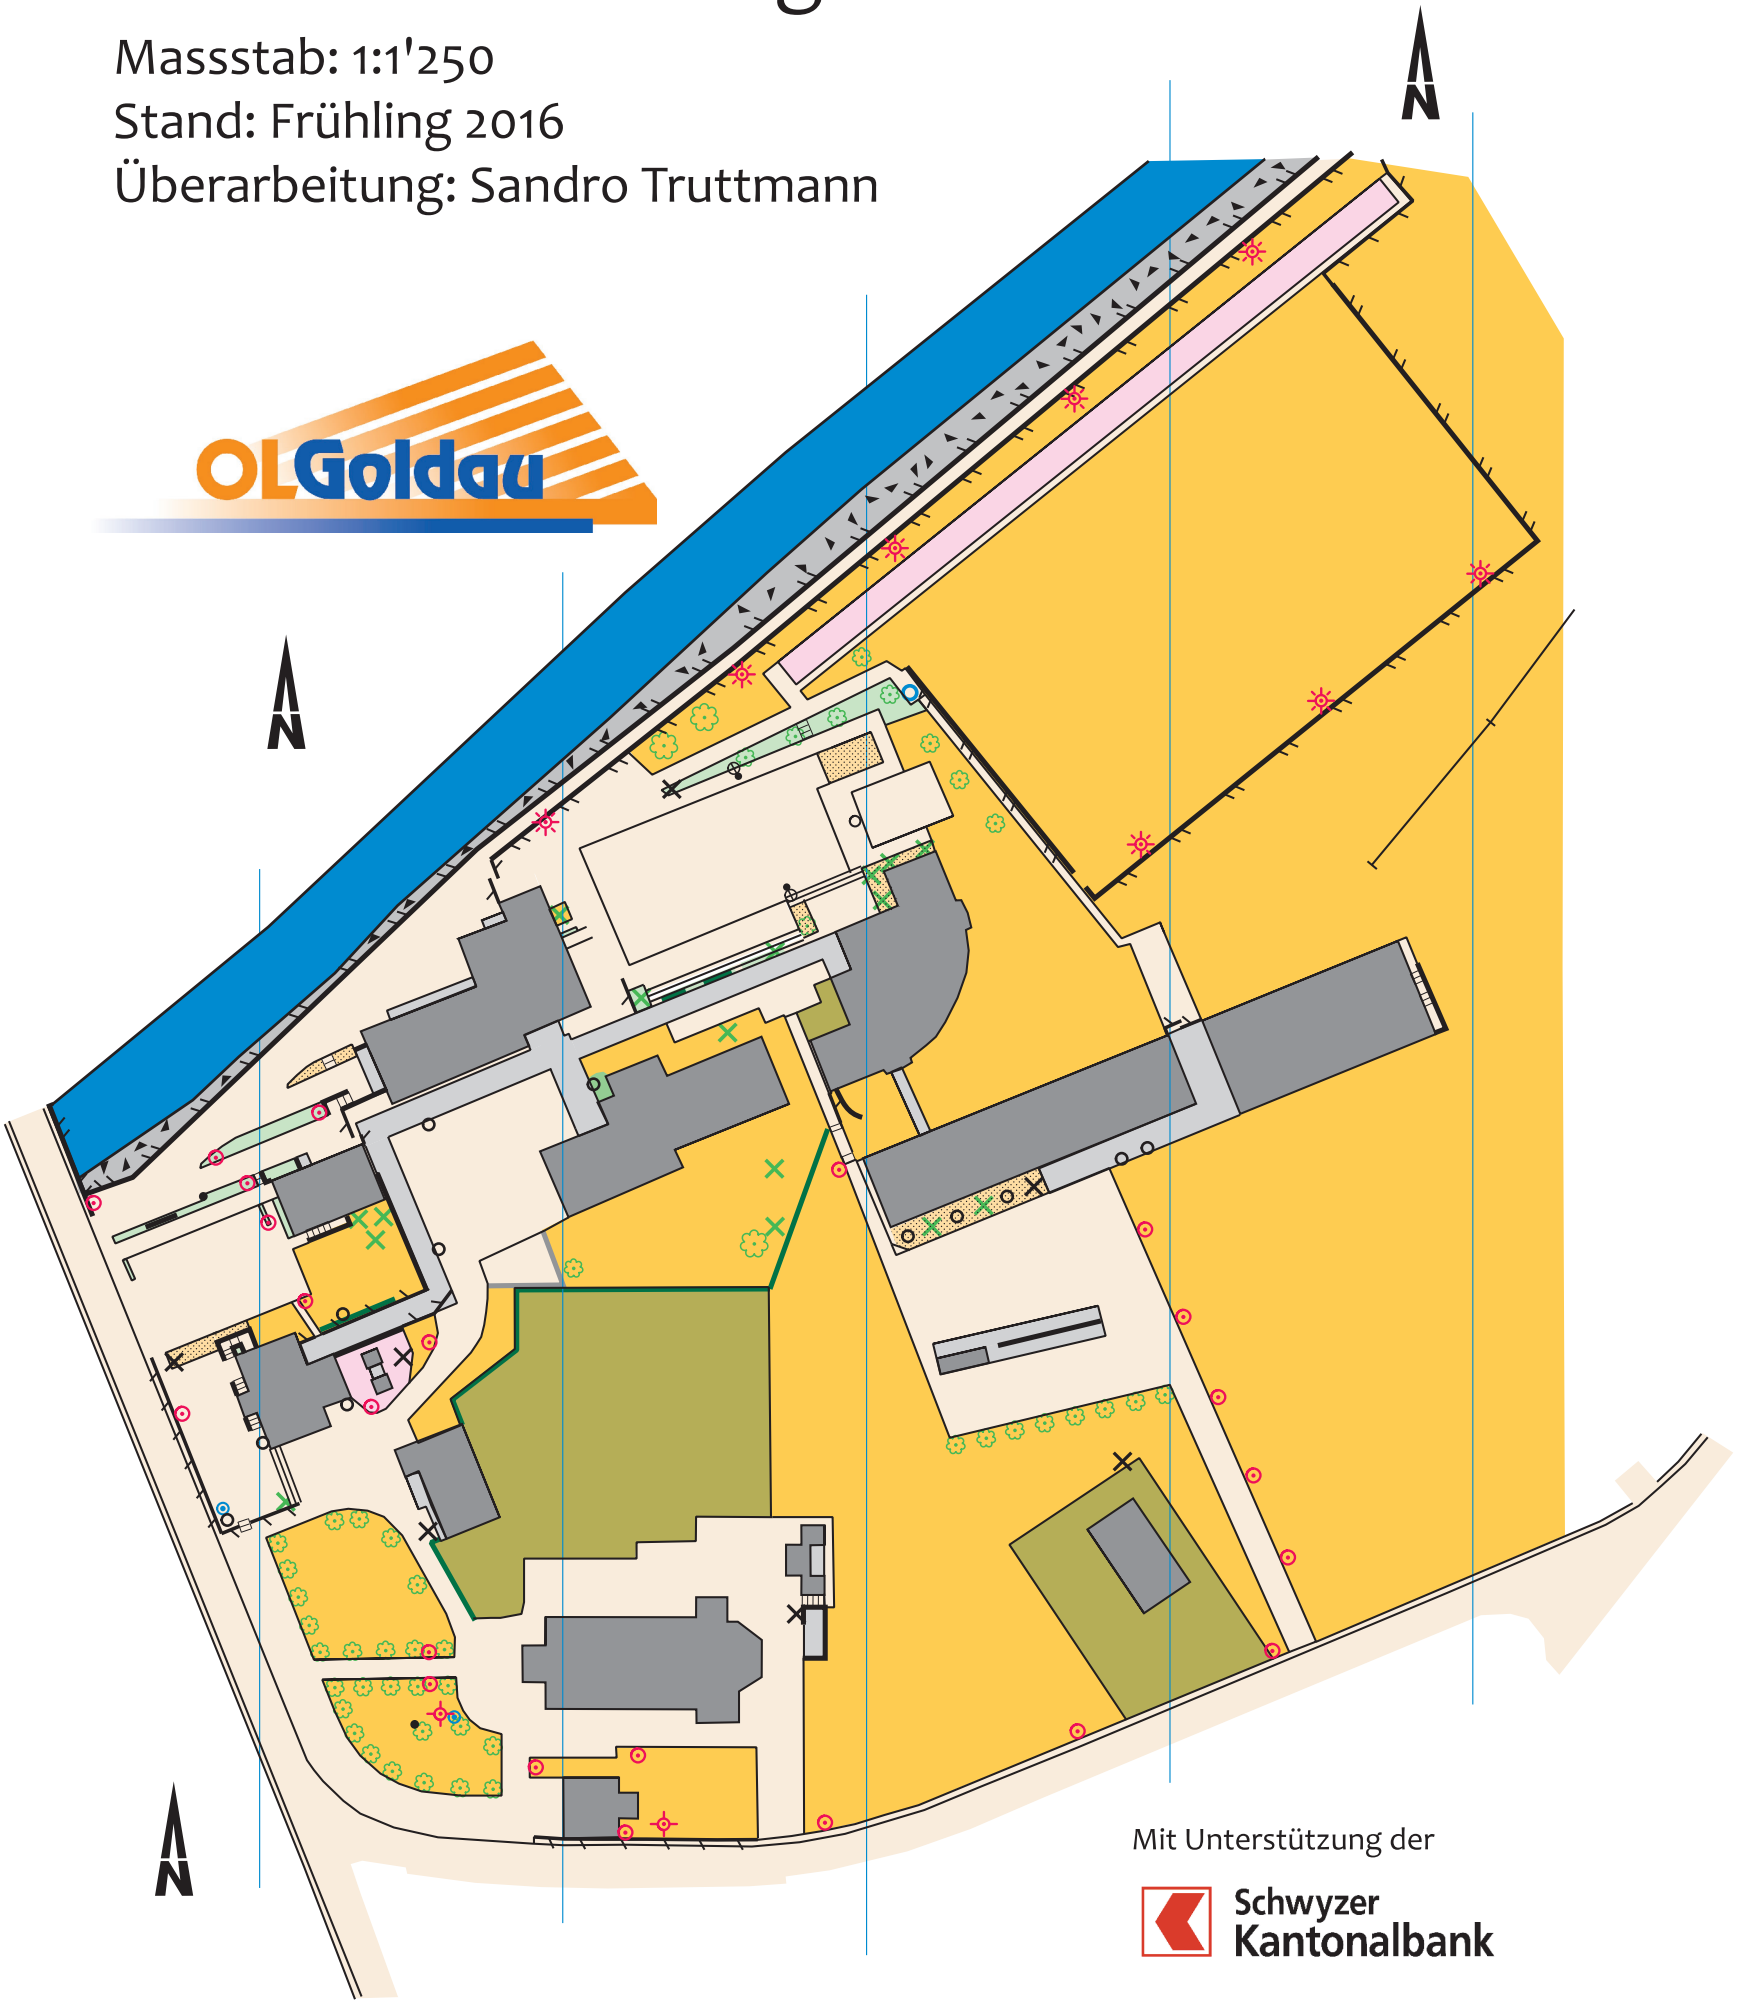 Massstab: 1:1'250
Stand: Frühling 2016
Überarbeitung: Sandro Truttmann
N
OLGoldau
N
N
Mit Unterstützung der
Schwyzer
Kantonalbank